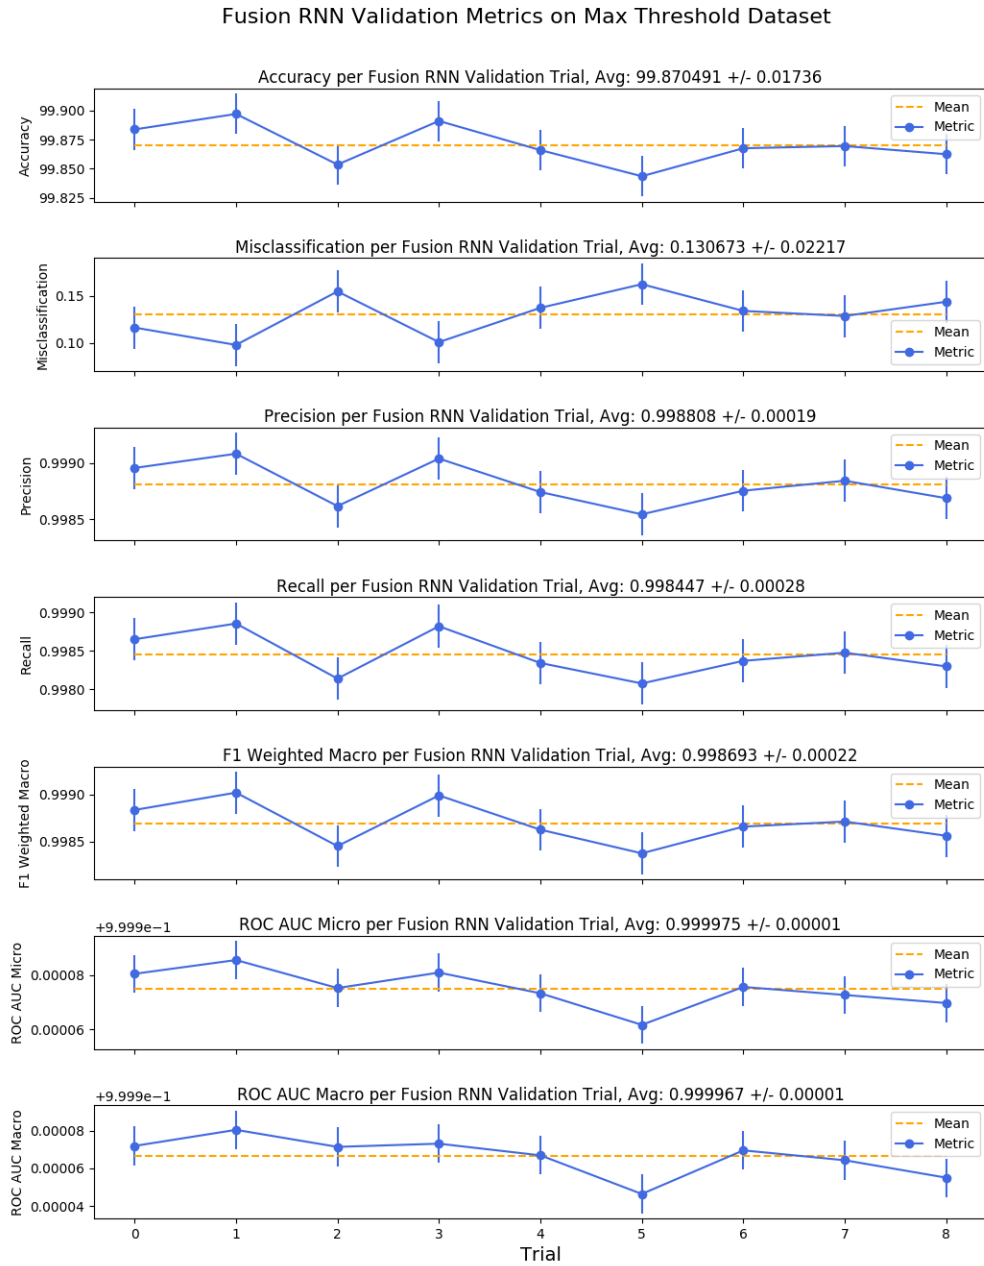 Fusion RNN Validation Metrics on Max Threshold Dataset
Accuracy per Fusion RNN Validation Trial, Avg: 99.870491 +/- 0.01736
Accuracy
99.900
99.875
99.850
99.825
Mean
Metric
Misclassification per Fusion RNN Validation Trial, Avg: 0.130673 +/- 0.02217
Misclassification
0.15
0.10
Mean
Metric
Precision per Fusion RNN Validation Trial, Avg: 0.998808 +/- 0.00019
Precision
0.9990
0.9985
Mean
Metric
Recall per Fusion RNN Validation Trial, Avg: 0.998447 +/- 0.00028
Recall
0.9990
0.9985
0.9980
Mean
Metric
F1 Weighted Macro per Fusion RNN Validation Trial, Avg: 0.998693 +/- 0.00022
F1 Weighted Macro
0.9990
0.9985
Mean
Metric
+9.999e−1
ROC AUC Micro per Fusion RNN Validation Trial, Avg: 0.999975 +/- 0.00001
ROC AUC Micro
0.00008
0.00006
Mean
Metric
+9.999e−1
ROC AUC Macro per Fusion RNN Validation Trial, Avg: 0.999967 +/- 0.00001
ROC AUC Macro
0.00008
0.00006
0.00004
Mean
Metric
0 1 2 3 4 5 6 7 8
Trial